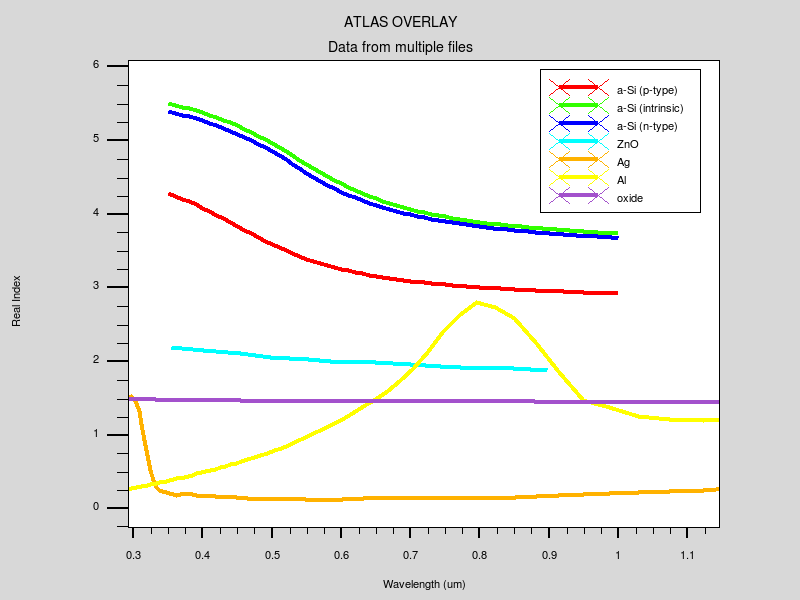 ATLAS OVERLAY
Data from multiple files
a-Si (p-type)
a-Si (intrinsic)
a-Si (n-type)
ZnO
Ag
Al
oxide
Real Index
6
5
4
3
2
1
0
0.3 0.4 0.5 0.6 0.7 0.8 0.9 1 1.1
Wavelength (um)